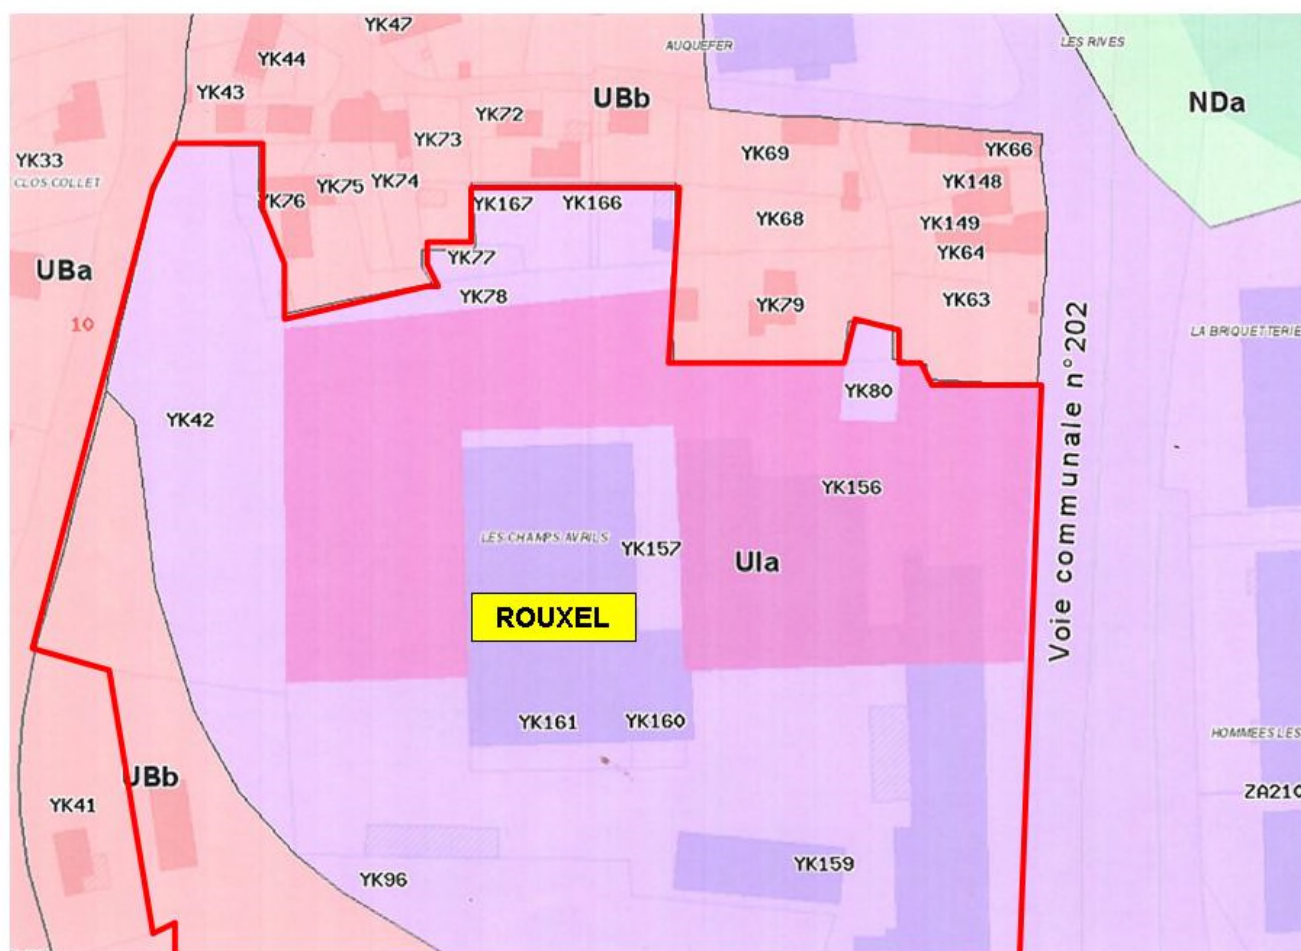 YK47
AUQUEFER
LES RIVES
YK44
YK43
UBb
NDa
YK72
YK73
YK69
YK66
YK33
CLOS COLLET
YK76
YK75
YK74
YK148
YK167
YK166
YK68
YK149
YK64
UBa
YK77
YK78
YK79
YK63
10
LA BRIQUETTERIE
YK42
YK80
Voie communale n°202
YK156
LES CHAMPS AVRILS
YK157
UIa
ROUXEL
YK161
YK160
HOMMEES LES
UBb
YK41
ZA210
YK96
YK159